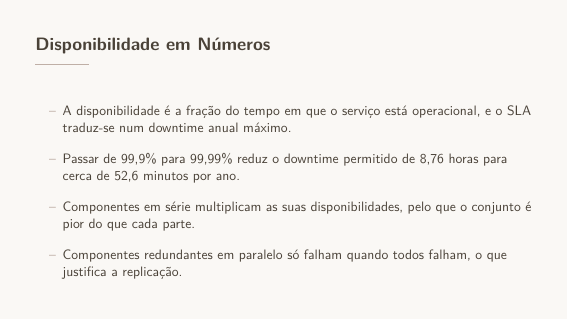 Disponibilidade em Números
– A disponibilidade é a fração do tempo em que o serviço está operacional, e o SLA
traduz-se num downtime anual máximo.
– Passar de 99,9% para 99,99% reduz o downtime permitido de 8,76 horas para
cerca de 52,6 minutos por ano.
– Componentes em série multiplicam as suas disponibilidades, pelo que o conjunto é
pior do que cada parte.
– Componentes redundantes em paralelo só falham quando todos falham, o que
justifica a replicação.